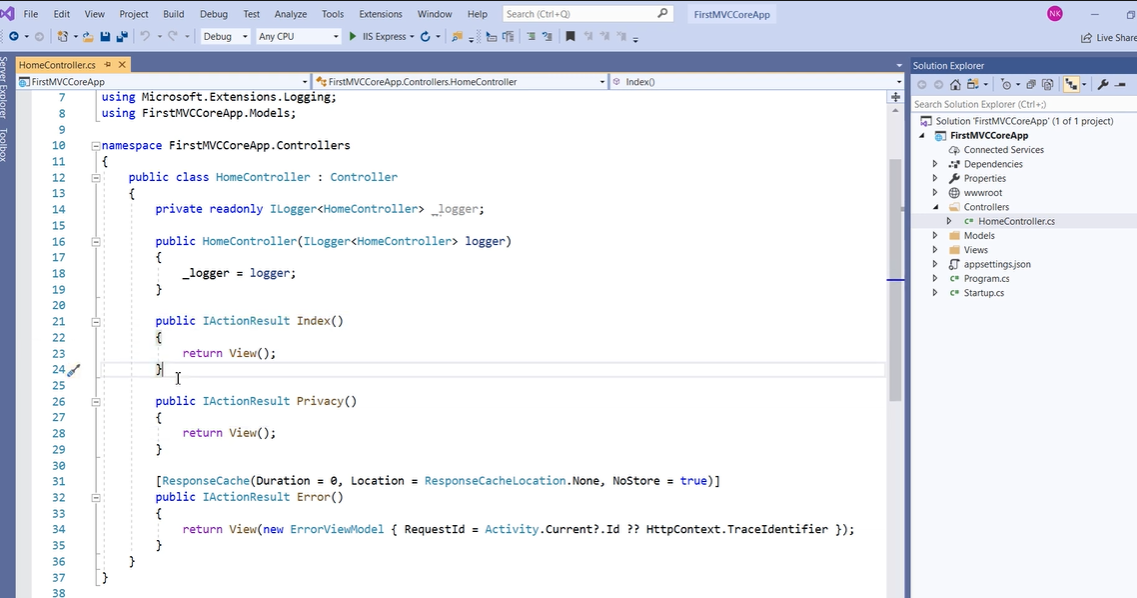 File Edit View Project Build Debug Test Analyze Tools Extensions Window Help Search (Ctrl+Q) FirstMVCCoreApp NK
Debug Any CPU IIS Express Live Share
Server Explorer
Toolbox
HomeController.cs
FirstMVCCoreApp FirstMVCCoreApp.Controllers.HomeController Index()
7 using Microsoft.Extensions.Logging;
8 using FirstMVCCoreApp.Models;
9
10 namespace FirstMVCCoreApp.Controllers
11 {
12 public class HomeController : Controller
13 {
14 private readonly ILogger<HomeController> _logger;
15
16 public HomeController(ILogger<HomeController> logger)
17 {
18 _logger = logger;
19 }
20
21 public IActionResult Index()
22 {
23 return View();
24 }
25
26 public IActionResult Privacy()
27 {
28 return View();
29 }
30
31 [ResponseCache(Duration = 0, Location = ResponseCacheLocation.None, NoStore = true)]
32 public IActionResult Error()
33 {
34 return View(new ErrorViewModel { RequestId = Activity.Current?.Id ?? HttpContext.TraceIdentifier });
35 }
36 }
37 }
38
Solution Explorer
Search Solution Explorer (Ctrl+;)
Solution 'FirstMVCCoreApp' (1 of 1 project)
FirstMVCCoreApp
Connected Services
Dependencies
Properties
wwwroot
Controllers
C# HomeController.cs
Models
Views
appsettings.json
C# Program.cs
C# Startup.cs